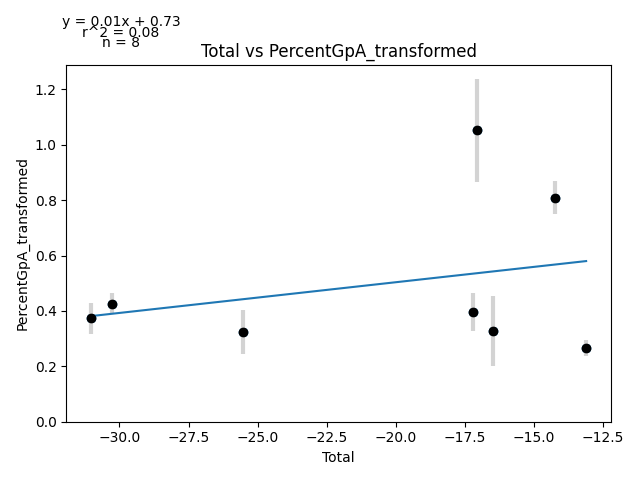 y = 0.01x + 0.73
r^2 = 0.08
n = 8
Total vs PercentGpA_transformed
PercentGpA_transformed
1.2
1.0
0.8
0.6
0.4
0.2
0.0
−30.0 −27.5 −25.0 −22.5 −20.0 −17.5 −15.0 −12.5
Total